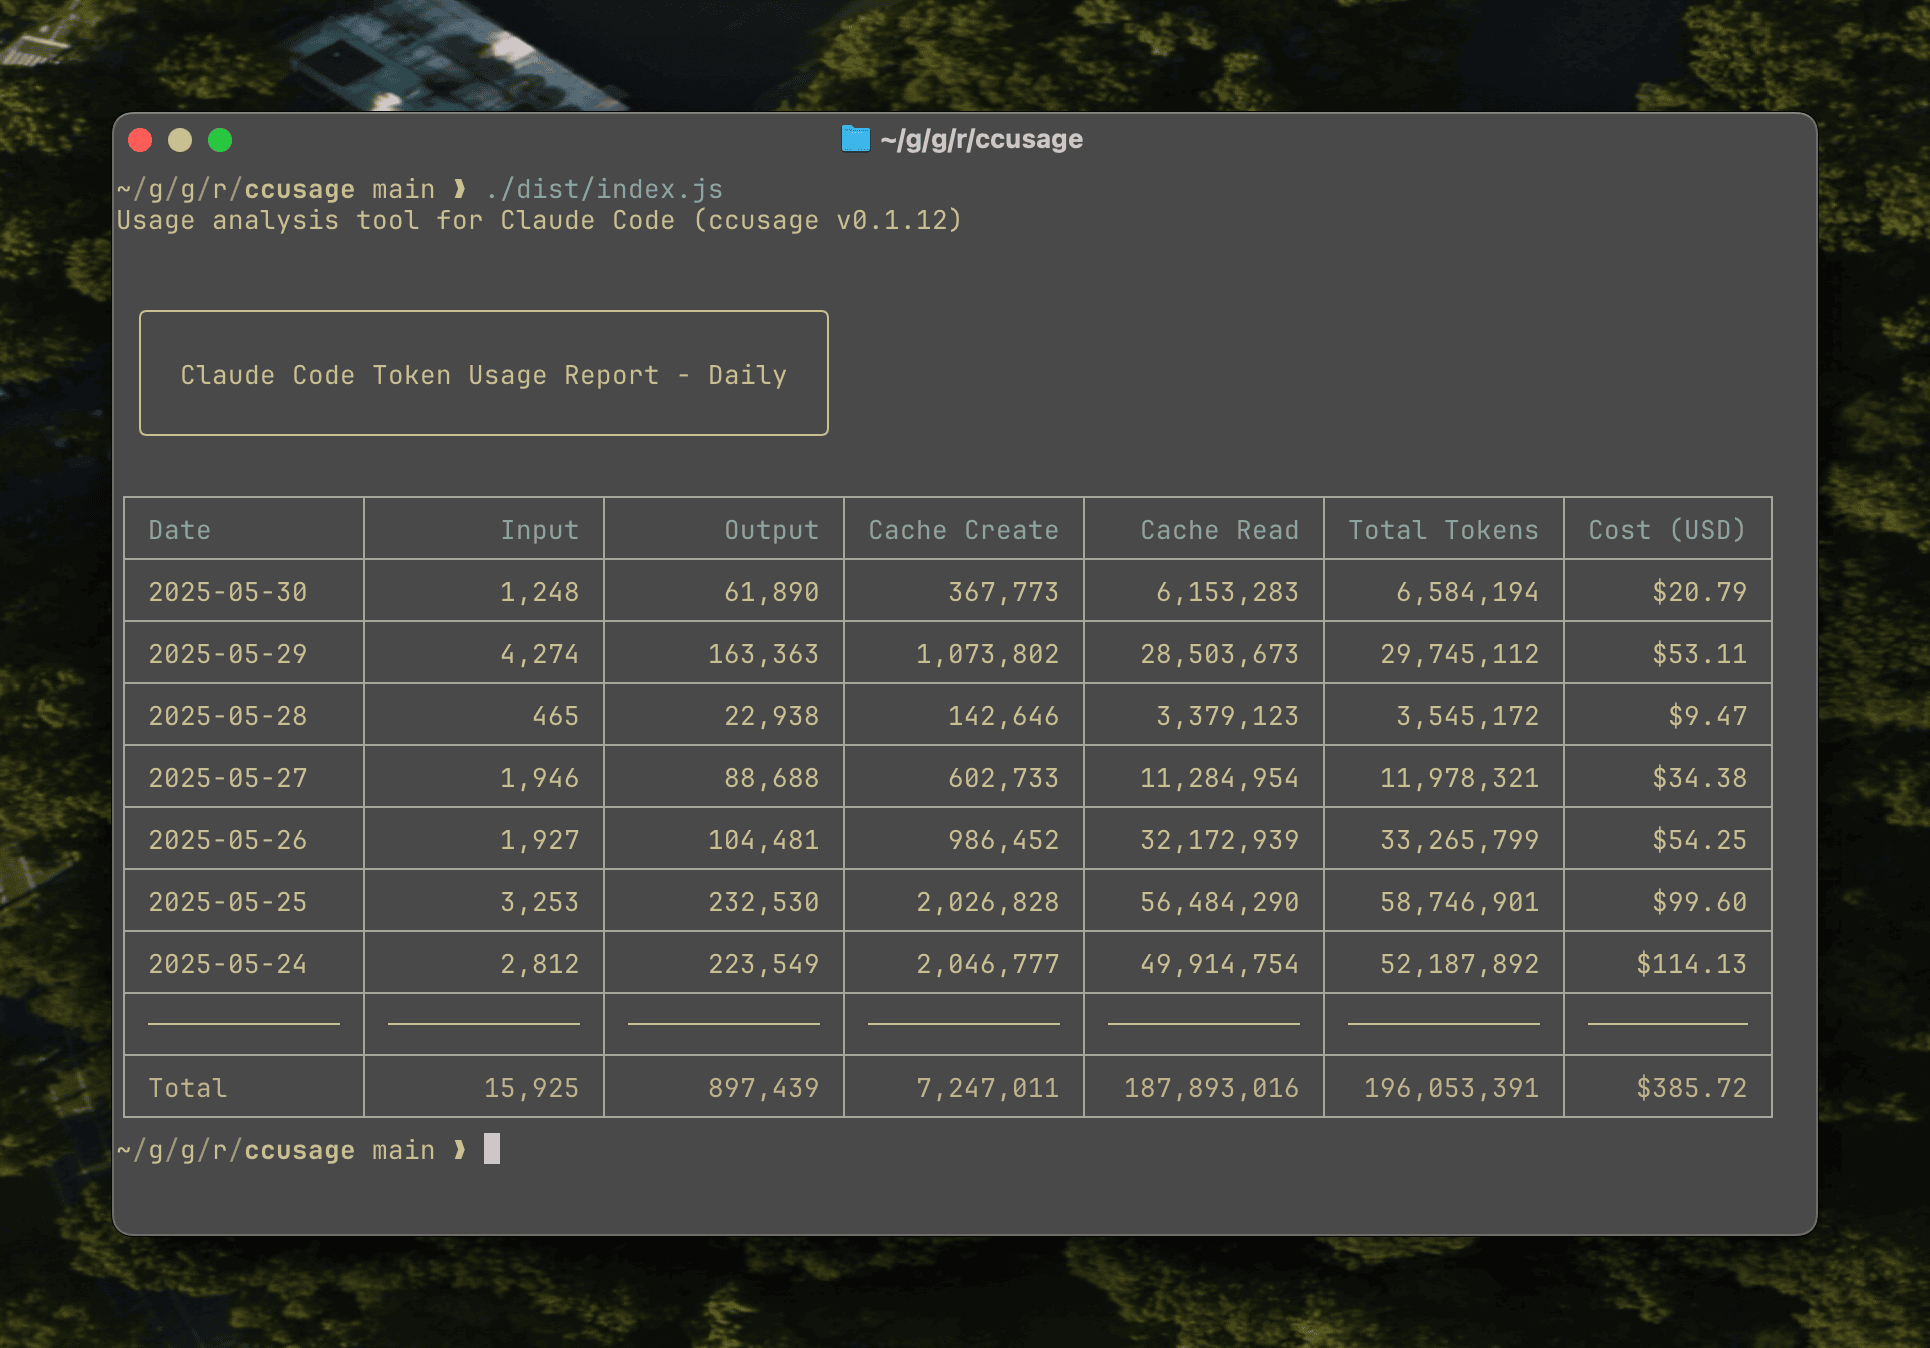 ~/g/g/r/ccusage
~/g/g/r/ccusage main ❱ ./dist/index.js
Usage analysis tool for Claude Code (ccusage v0.1.12)
Claude Code Token Usage Report - Daily
Date Input Output Cache Create Cache Read Total Tokens Cost (USD)
2025-05-30 1,248 61,890 367,773 6,153,283 6,584,194 $20.79
2025-05-29 4,274 163,363 1,073,802 28,503,673 29,745,112 $53.11
2025-05-28 465 22,938 142,646 3,379,123 3,545,172 $9.47
2025-05-27 1,946 88,688 602,733 11,284,954 11,978,321 $34.38
2025-05-26 1,927 104,481 986,452 32,172,939 33,265,799 $54.25
2025-05-25 3,253 232,530 2,026,828 56,484,290 58,746,901 $99.60
2025-05-24 2,812 223,549 2,046,777 49,914,754 52,187,892 $114.13
Total 15,925 897,439 7,247,011 187,893,016 196,053,391 $385.72
~/g/g/r/ccusage main ❱